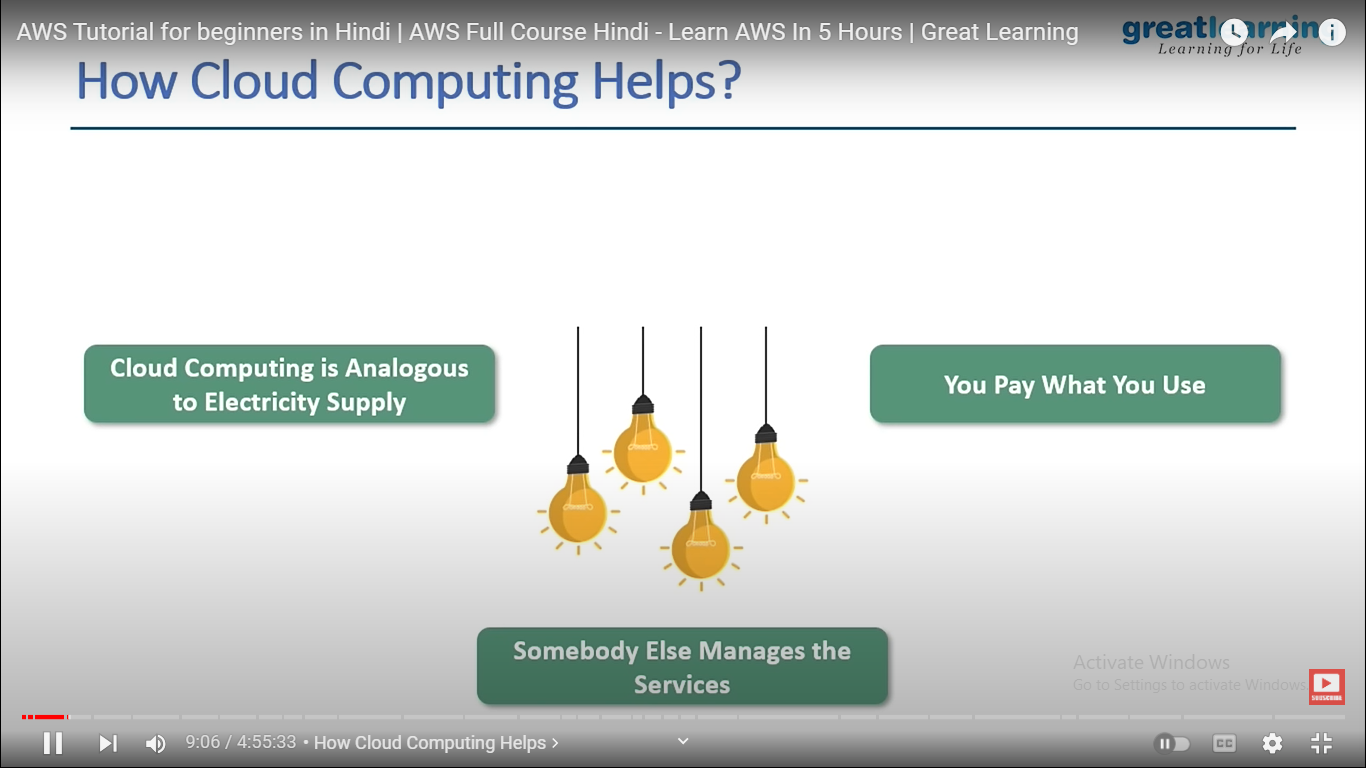 AWS Tutorial for beginners in Hindi | AWS Full Course Hindi - Learn AWS In 5 Hours | Great Learning
greatlearning
Learning for Life
How Cloud Computing Helps?
Cloud Computing is Analogous
to Electricity Supply
You Pay What You Use
Somebody Else Manages the
Services
Activate Windows
Go to Settings to activate Windows.
SUBSCRIBE
9:06 / 4:55:33 • How Cloud Computing Helps >
CC